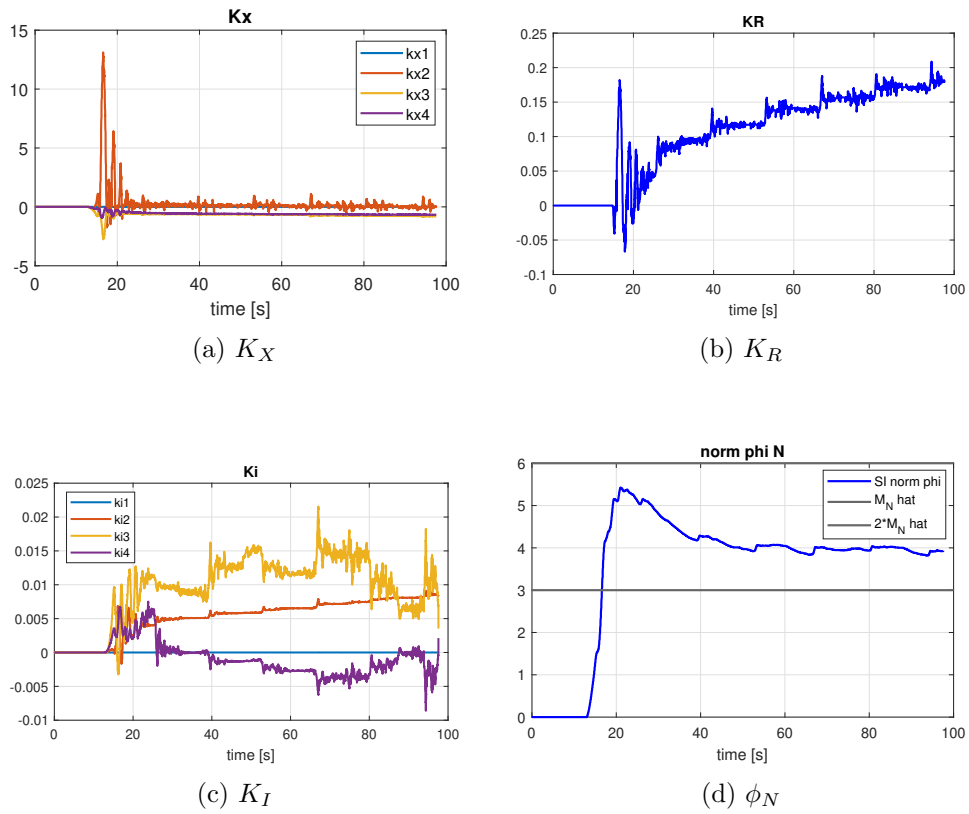 Kx
15
10
5
0
-5
0 20 40 60 80 100
time [s]
kx1
kx2
kx3
kx4
(a) K_X
KR
0.25
0.2
0.15
0.1
0.05
0
-0.05
-0.1
0 20 40 60 80 100
time [s]
(b) K_R
Ki
0.025
0.02
0.015
0.01
0.005
0
-0.005
-0.01
0 20 40 60 80 100
time [s]
ki1
ki2
ki3
ki4
(c) K_I
norm phi N
6
5
4
3
2
1
0
0 20 40 60 80 100
time [s]
SI norm phi
M_N hat
2*M_N hat
(d) ϕ_N